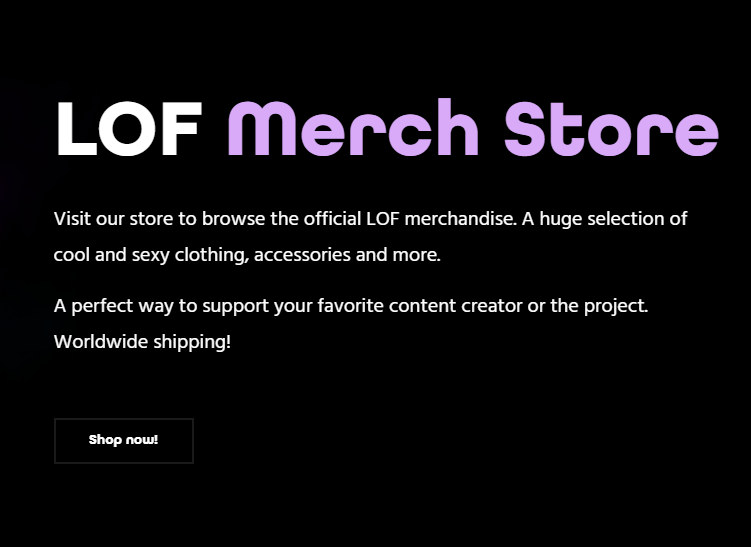 LOF Merch Store
Visit our store to browse the official LOF merchandise. A huge selection of
cool and sexy clothing, accessories and more.
A perfect way to support your favorite content creator or the project.
Worldwide shipping!
Shop now!